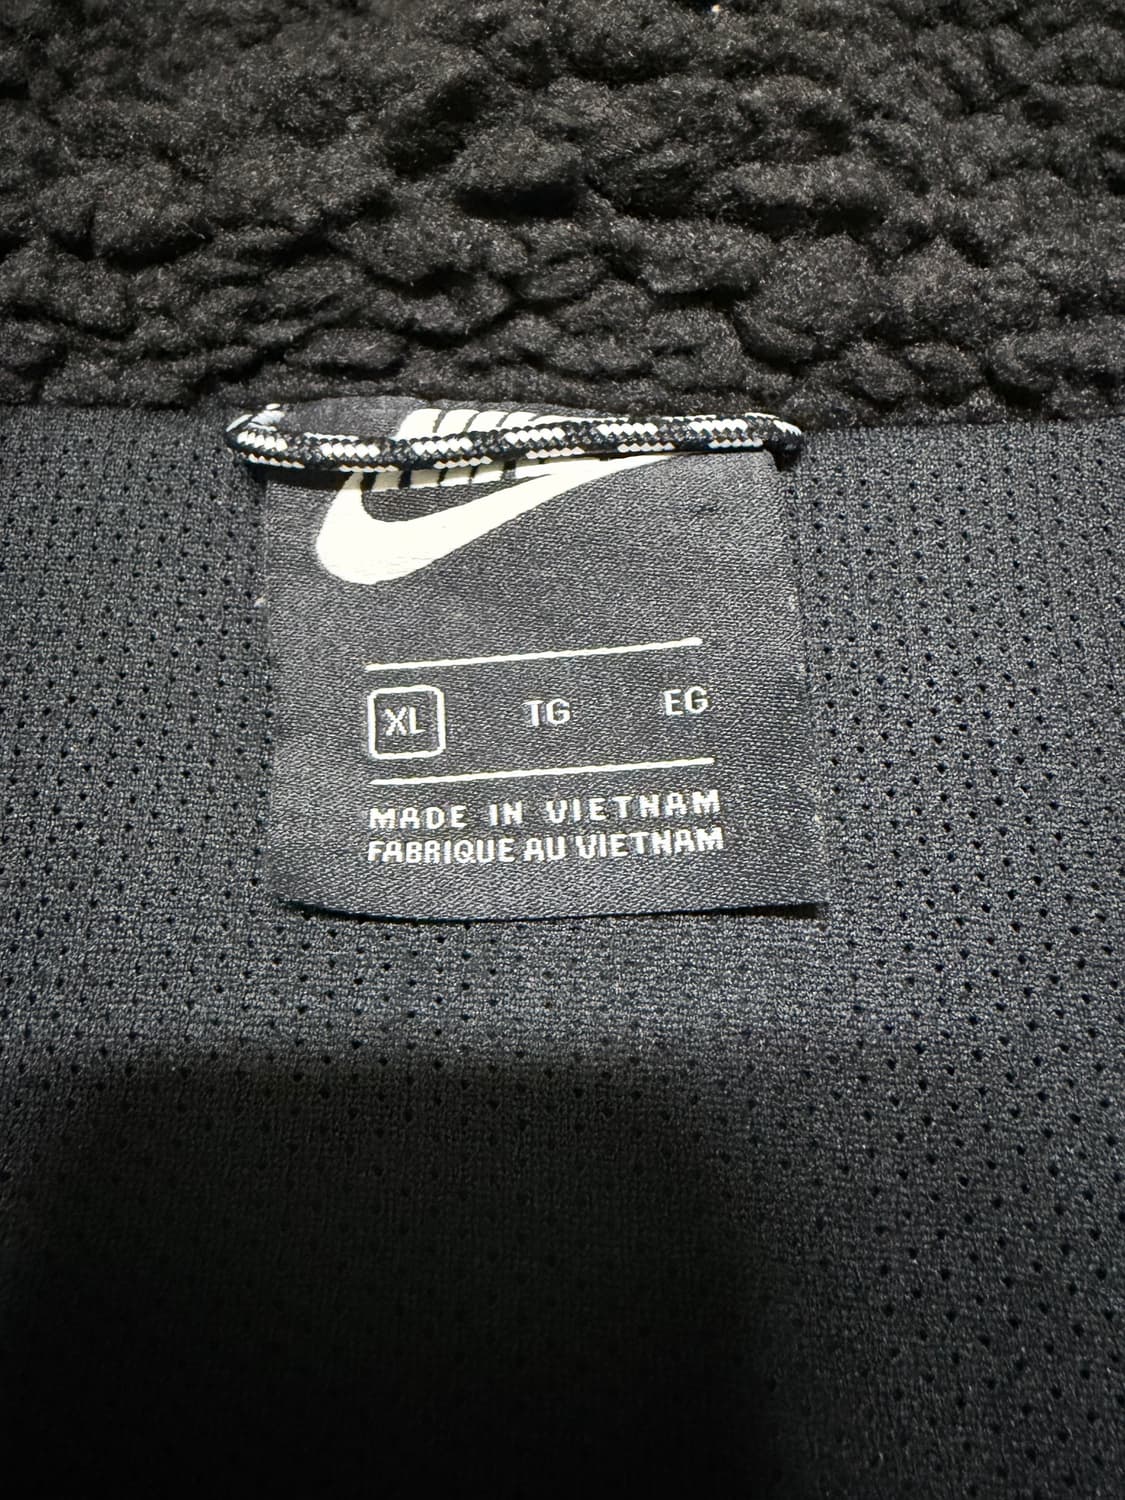 XL TG EG
MADE IN VIETNAM
FABRIQUE AU VIETNAM